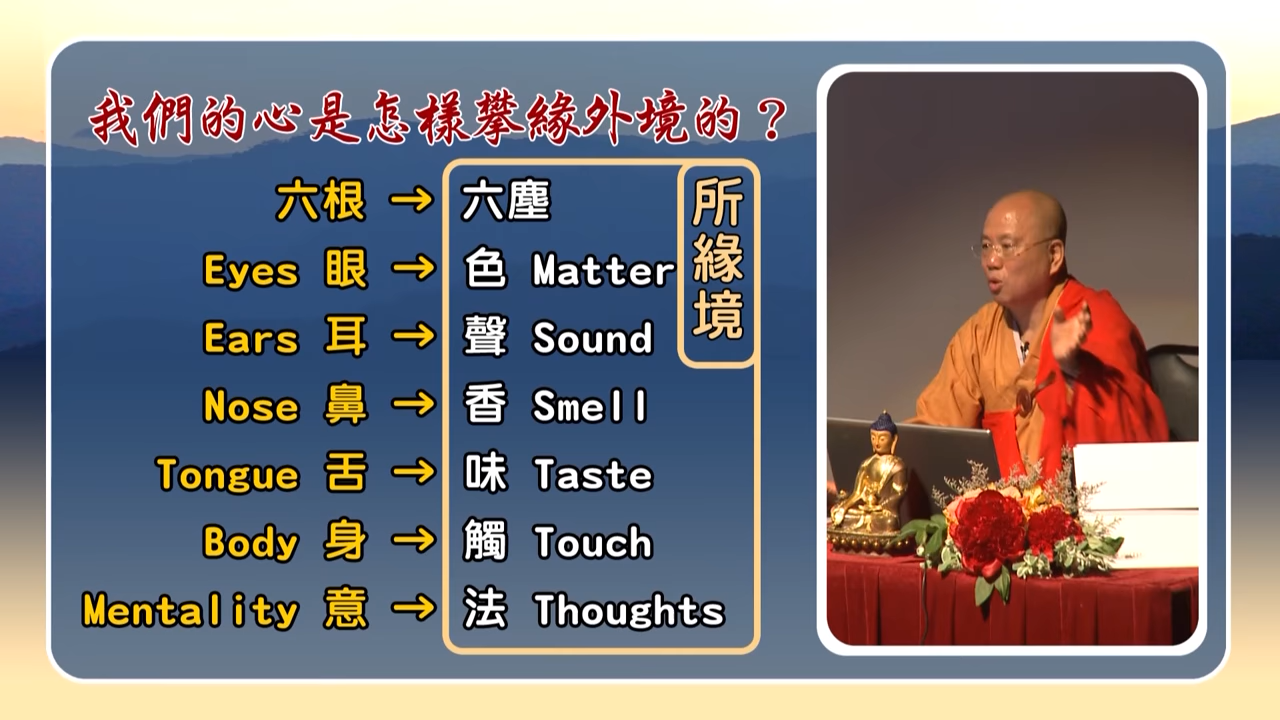 我們的心是怎樣攀緣外境的？
六根 → 六塵
所緣境
Eyes 眼 → 色 Matter
Ears 耳 → 聲 Sound
Nose 鼻 → 香 Smell
Tongue 舌 → 味 Taste
Body 身 → 觸 Touch
Mentality 意 → 法 Thoughts